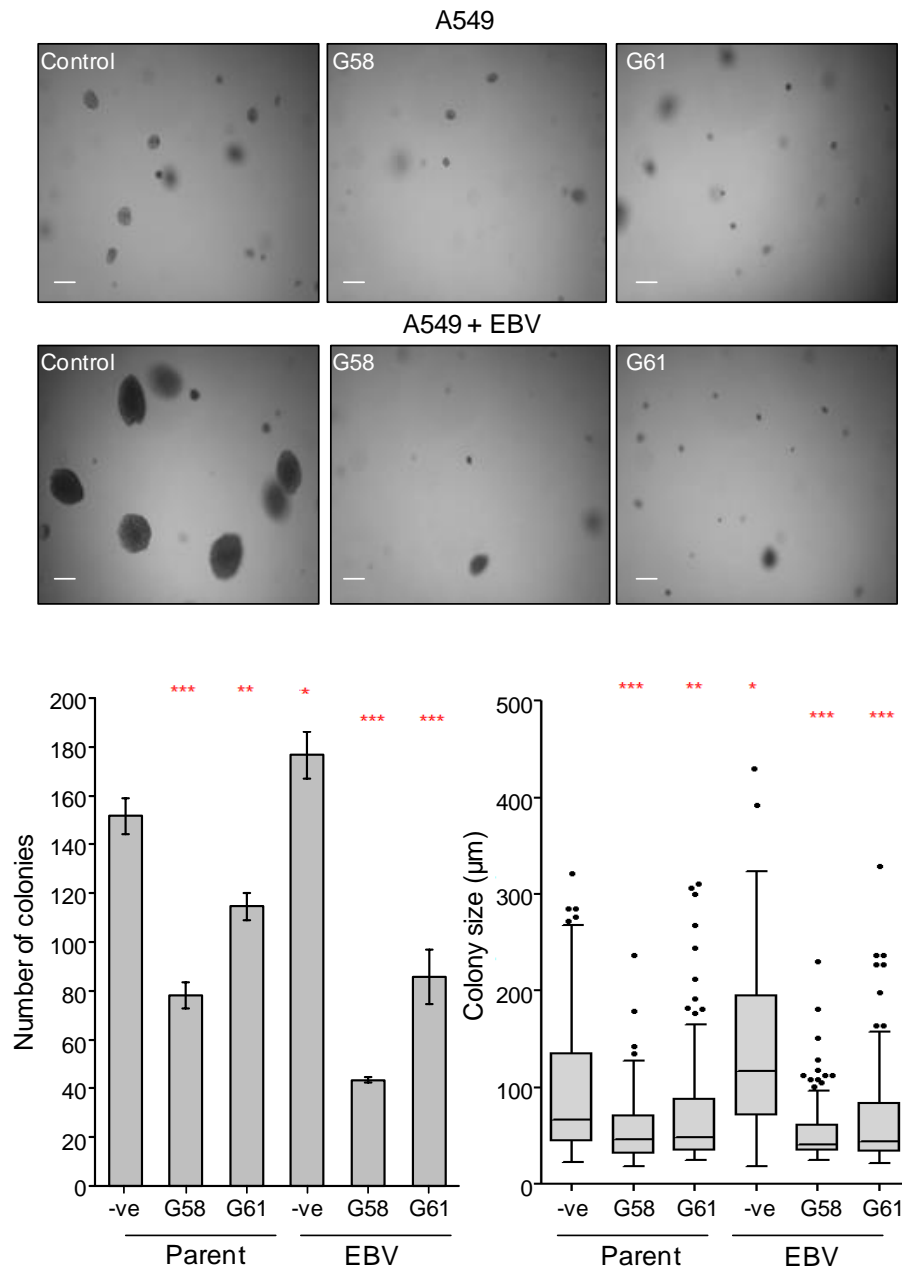 A549
Control G58 G61
A549 + EBV
Control G58 G61
*** ** * *** ***
200
180
160
140
120
100
80
60
40
20
0
Number of colonies
-ve G58 G61 -ve G58 G61
Parent EBV
*** ** * *** ***
500
400
300
200
100
0
Colony size (µm)
-ve G58 G61 -ve G58 G61
Parent EBV